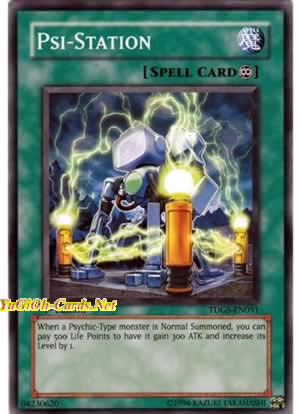 PSI-STATION
SPELL
[SPELL CARD]
YuGiOh-Cards.Net
TDGS-EN051
When a Psychic-Type monster is Normal Summoned, you can
pay 500 Life Points to have it gain 300 ATK and increase its
Level by 1.
04230620
©1996 KAZUKI TAKAHASHI